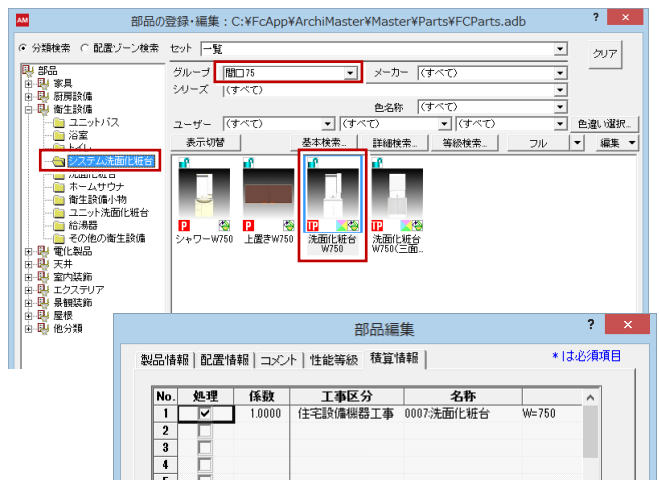 AM
部品の登録・編集：C:¥FcApp¥ArchiMaster¥Master¥Parts¥FCParts.adb
? ×
分類検索 配置ゾーン検索 セット 一覧
クリア
グループ 間口75 メーカー (すべて)
シリーズ (すべて)
色名称 (すべて)
ユーザー (すべて) (すべて) (すべて) 色違い選択...
表示切替 基本検索... 詳細検索... 等級検索... フル 編集
部品
家具
厨房設備
衛生設備
ユニットバス
浴室
トイレ
システム洗面化粧台
洗面化粧台
ホームサウナ
衛生設備小物
ユニット洗面化粧台
給湯器
その他の衛生設備
電化製品
天井
室内装飾
エクステリア
景観装飾
屋根
他分類
P
シャワーW750
P
上置きW750
TP
洗面化粧台
W750
TP
洗面化粧台
W750(三面...
部品編集
? ×
製品情報 配置情報 コメント 性能等級 積算情報
*は必須項目
No. 処理 係数 工事区分 名称
1 1.0000 住宅設備機器工事 0007:洗面化粧台 W=750
2
3
4
5